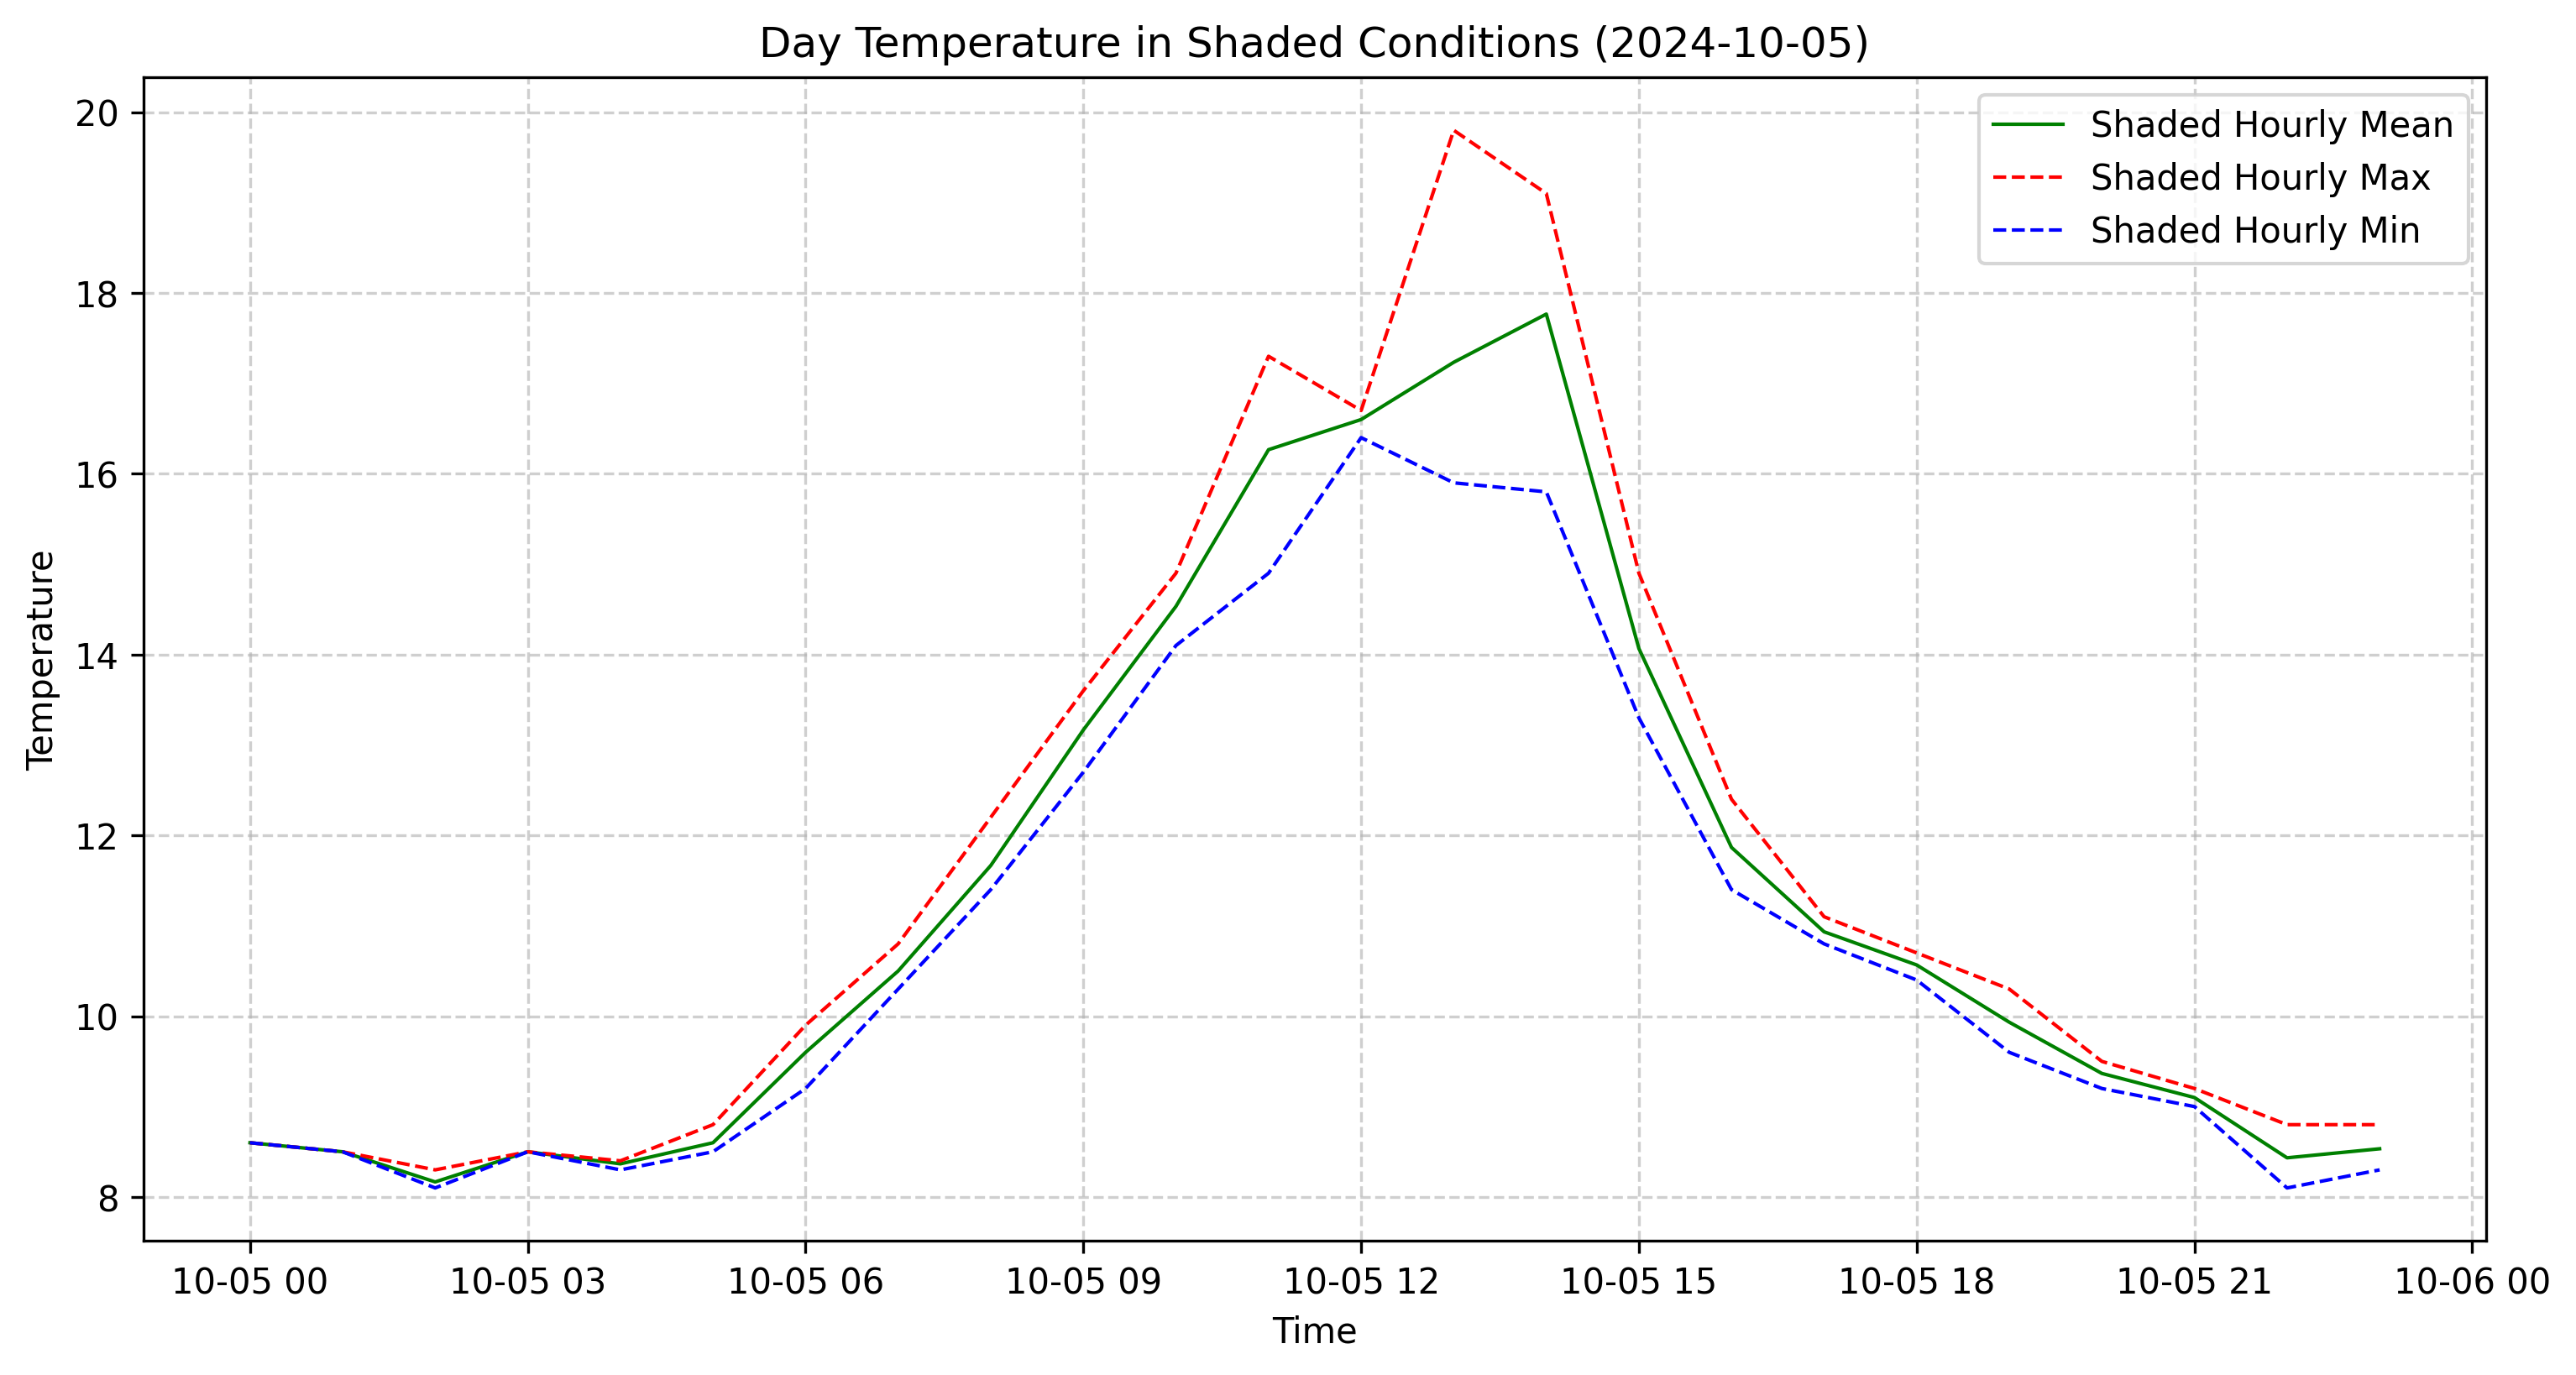 Day Temperature in Shaded Conditions (2024-10-05)
Shaded Hourly Mean
Shaded Hourly Max
Shaded Hourly Min
Temperature
20
18
16
14
12
10
8
10-05 00 10-05 03 10-05 06 10-05 09 10-05 12 10-05 15 10-05 18 10-05 21 10-06 00
Time